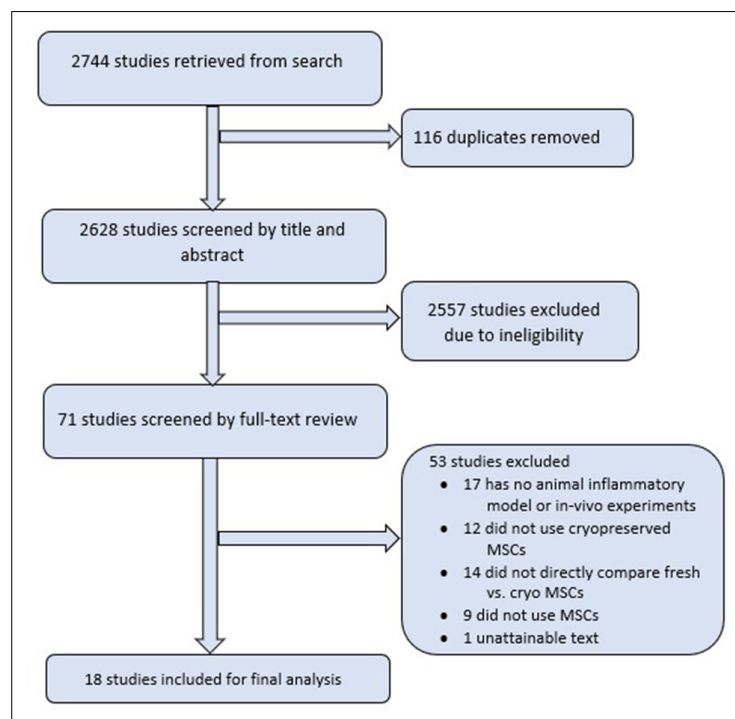 2744 studies retrieved from search
116 duplicates removed
2628 studies screened by title and
abstract
2557 studies excluded
due to ineligibility
71 studies screened by full-text review
53 studies excluded
• 17 has no animal inflammatory
model or in-vivo experiments
• 12 did not use cryopreserved
MSCs
• 14 did not directly compare fresh
vs. cryo MSCs
• 9 did not use MSCs
• 1 unattainable text
18 studies included for final analysis